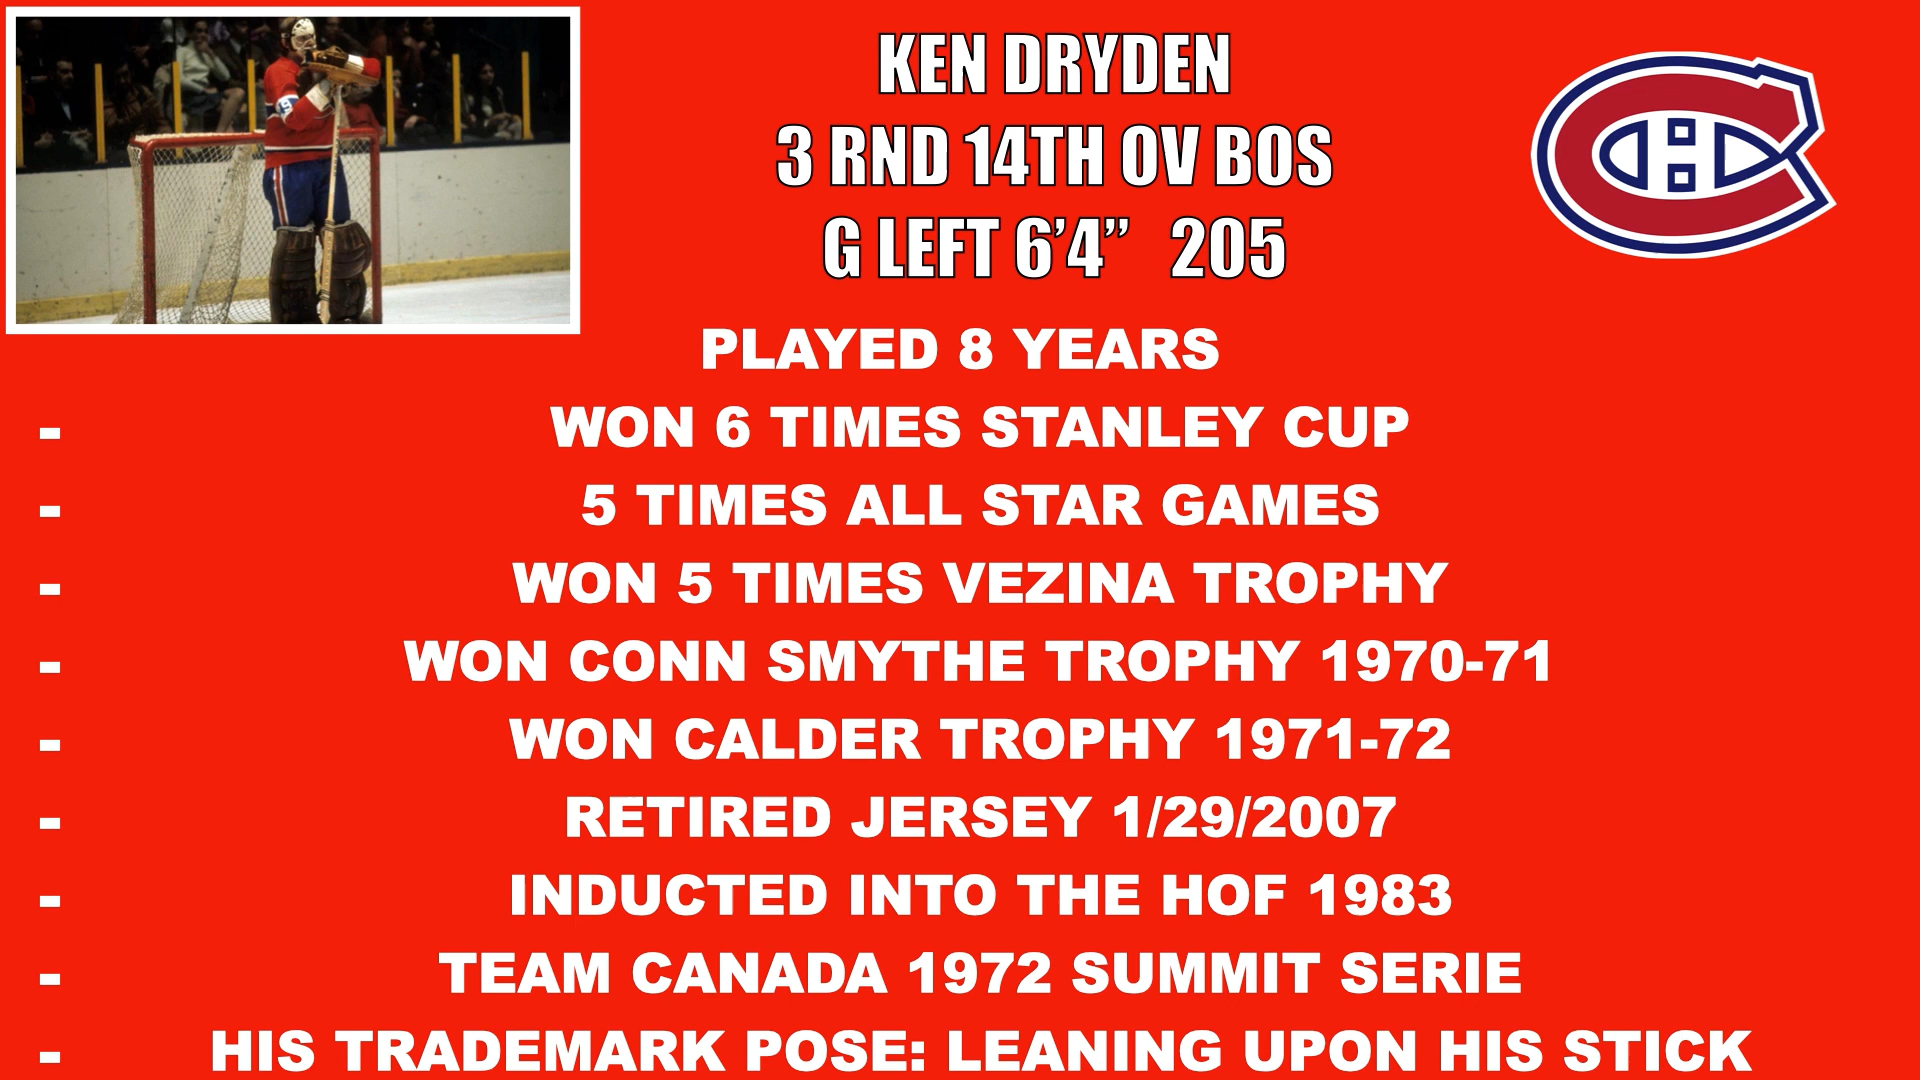 KEN DRYDEN
3 RND 14TH OV BOS
G LEFT 6’4” 205
PLAYED 8 YEARS
- WON 6 TIMES STANLEY CUP
- 5 TIMES ALL STAR GAMES
- WON 5 TIMES VEZINA TROPHY
- WON CONN SMYTHE TROPHY 1970-71
- WON CALDER TROPHY 1971-72
- RETIRED JERSEY 1/29/2007
- INDUCTED INTO THE HOF 1983
- TEAM CANADA 1972 SUMMIT SERIE
- HIS TRADEMARK POSE: LEANING UPON HIS STICK